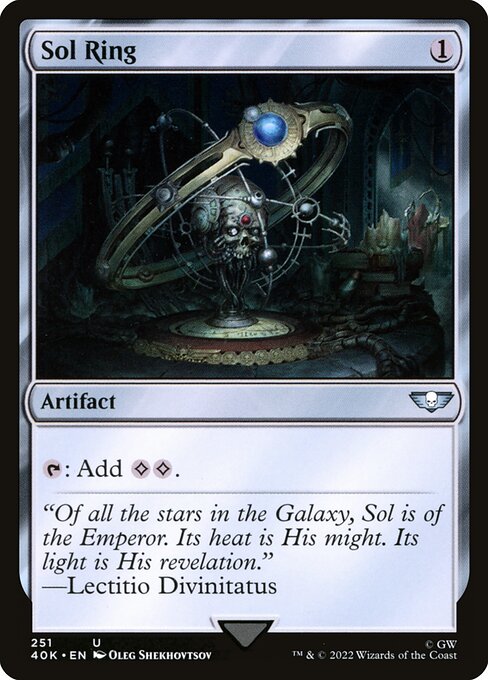 Sol Ring 1
Artifact
: Add .
“Of all the stars in the Galaxy, Sol is of
the Emperor. Its heat is His might. Its
light is His revelation.”
—Lectitio Divinitatus
251 U © GW
40K • EN Oleg Shekhovtsov ™ & © 2022 Wizards of the Coast